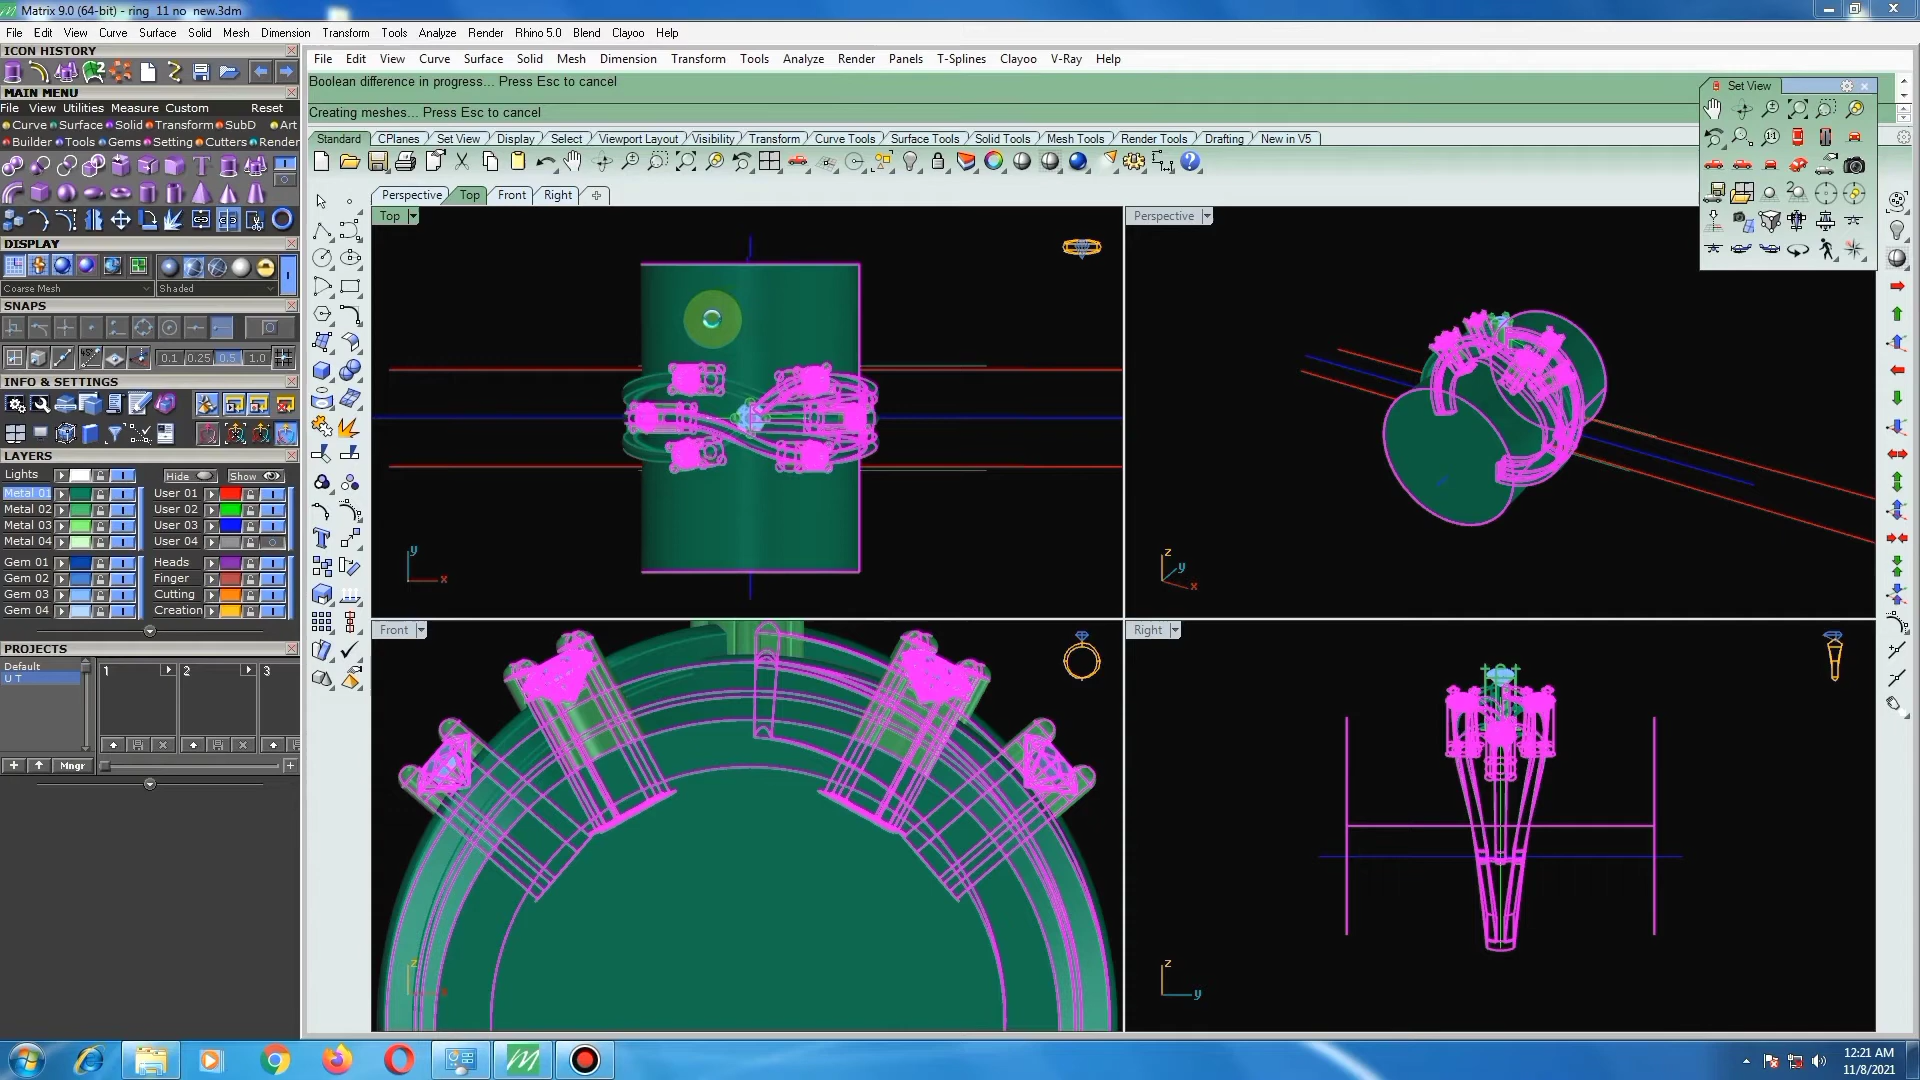 Matrix 9.0 (64-bit) - ring 11 no new.3dm
File Edit View Curve Surface Solid Mesh Dimension Transform Tools Analyze Render Rhino 5.0 Blend Clayoo Help
ICON HISTORY
MAIN MENU
File View Utilities Measure Custom Reset
Curve Surface Solid Transform SubD Art
Builder Tools Gems Setting Cutters Render
DISPLAY
Coarse Mesh Shaded
SNAPS
0.1 0.25 0.5 1.0
INFO & SETTINGS
LAYERS
Lights Hide Show
Metal 01 User 01
Metal 02 User 02
Metal 03 User 03
Metal 04 User 04
Gem 01 Heads
Gem 02 Finger
Gem 03 Cutting
Gem 04 Creation
PROJECTS
Default 1 2 3
U T
Mngr
File Edit View Curve Surface Solid Mesh Dimension Transform Tools Analyze Render Panels T-Splines Clayoo V-Ray Help
Boolean difference in progress... Press Esc to cancel
Creating meshes... Press Esc to cancel
Standard CPlanes Set View Display Select Viewport Layout Visibility Transform Curve Tools Surface Tools Solid Tools Mesh Tools Render Tools Drafting New in V5
Perspective Top Front Right
Set View
Top
y
x
Perspective
z
y
x
Front
z
x
Right
z
y
12:21 AM
11/8/2021